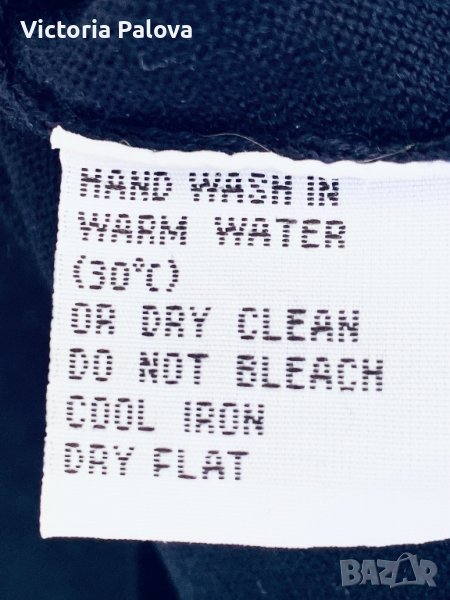 Victoria Palova
HAND WASH IN
WARM WATER
(30°C)
OR DRY CLEAN
DO NOT BLEACH
COOL IRON
DRY FLAT
BAZAR